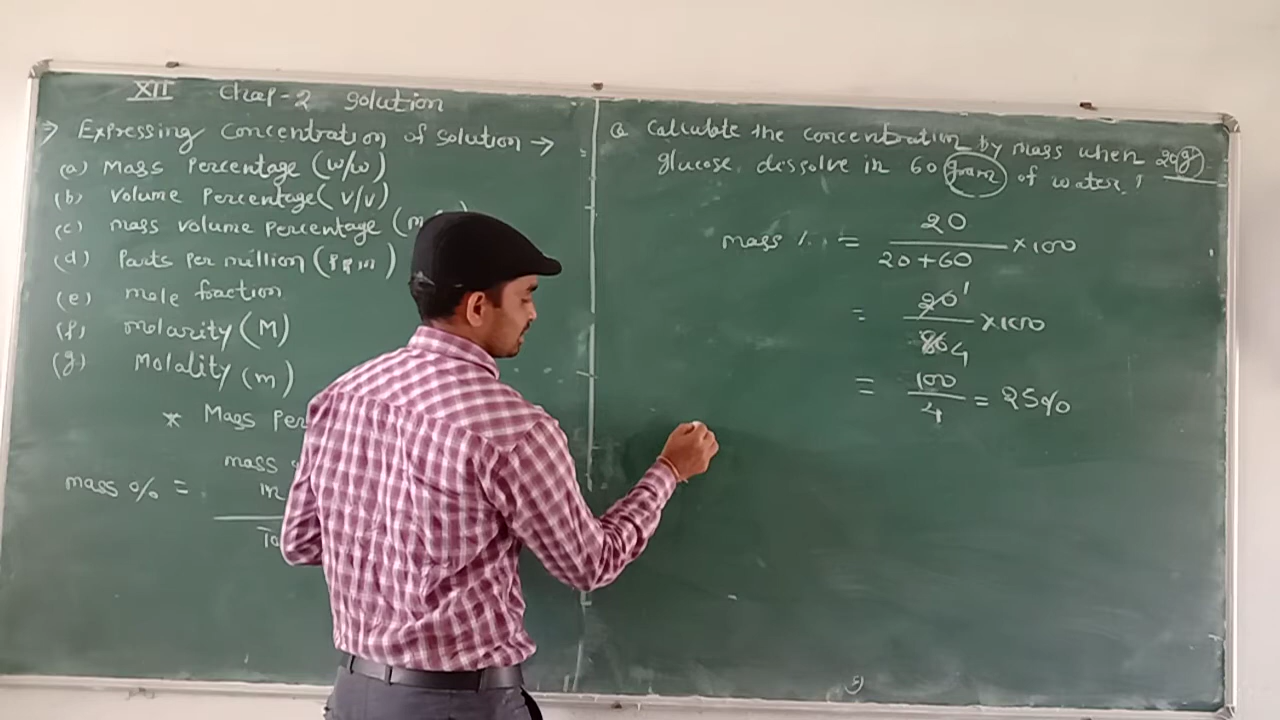 XII Chap-2 Solution
→ Expressing Concentration of solution →
(a) Mass Percentage (w/w)
(b) Volume Percentage (V/V)
(c) mass volume percentage (m
(d) Parts Per million (PPm)
(e) mole fraction
(f) molarity (M)
(g) Molality (m)
* Mass Per
mass
mass % =
in
Q Calculate the concentration by mass when 20g
glucose dissolve in 60 gram of water.
mass % = 20 / 20+60 ×100
= 20 1 / 80 4 ×100
= 100 / 4 = 25%